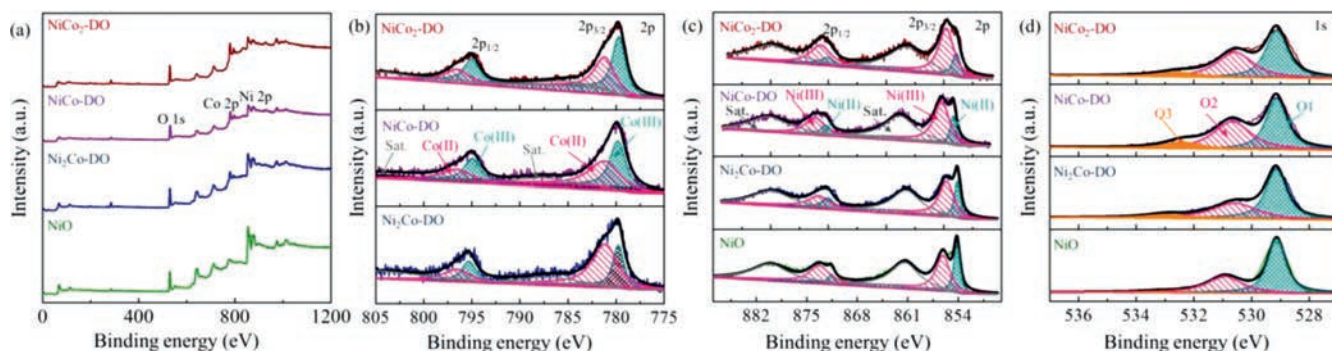 (a)
NiCo₂-DO
NiCo-DO
O 1s
Co 2p
Ni 2p
Ni₂Co-DO
NiO
Intensity (a.u.)
0 400 800 1200
Binding energy (eV)
(b)
NiCo₂-DO
2p₁/₂
2p₃/₂
2p
NiCo-DO
Sat.
Co(II)
Co(III)
Sat.
Co(II)
Co(III)
Ni₂Co-DO
Intensity (a.u.)
805 800 795 785 780 775
Binding energy (eV)
(c)
NiCo₂-DO
2p₁/₂
2p₃/₂
2p
NiCo-DO
Sat.
Ni(III)
Ni(II)
Sat.
Ni(III)
Ni(II)
Ni₂Co-DO
NiO
Intensity (a.u.)
882 875 868 861 854
Binding energy (eV)
(d)
NiCo₂-DO
1s
NiCo-DO
O3
O2
O1
Ni₂Co-DO
NiO
Intensity (a.u.)
536 534 532 530 528
Binding energy (eV)